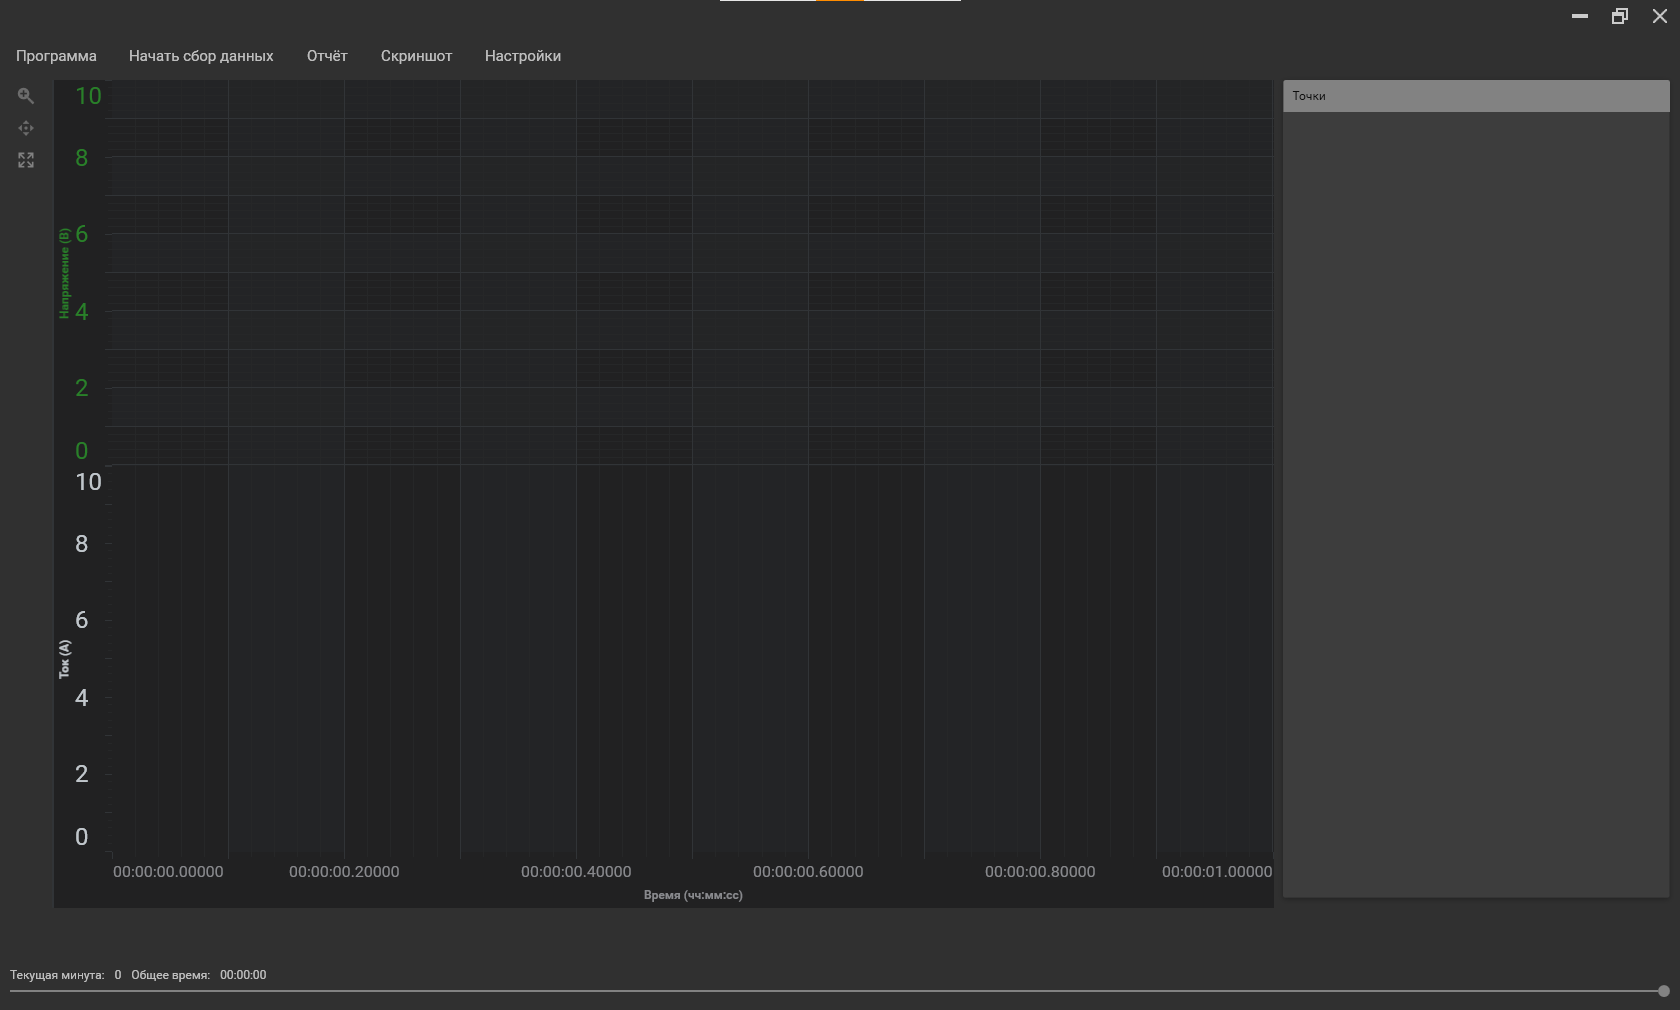 Программа Начать сбор данных Отчёт Скриншот Настройки
Точки
10
8
6
4
2
0
Напряжение (В)
10
8
6
4
2
0
Ток (А)
00:00:00.00000 00:00:00.20000 00:00:00.40000 00:00:00.60000 00:00:00.80000 00:00:01.00000
Время (чч:мм:сс)
Текущая минута: 0 Общее время: 00:00:00